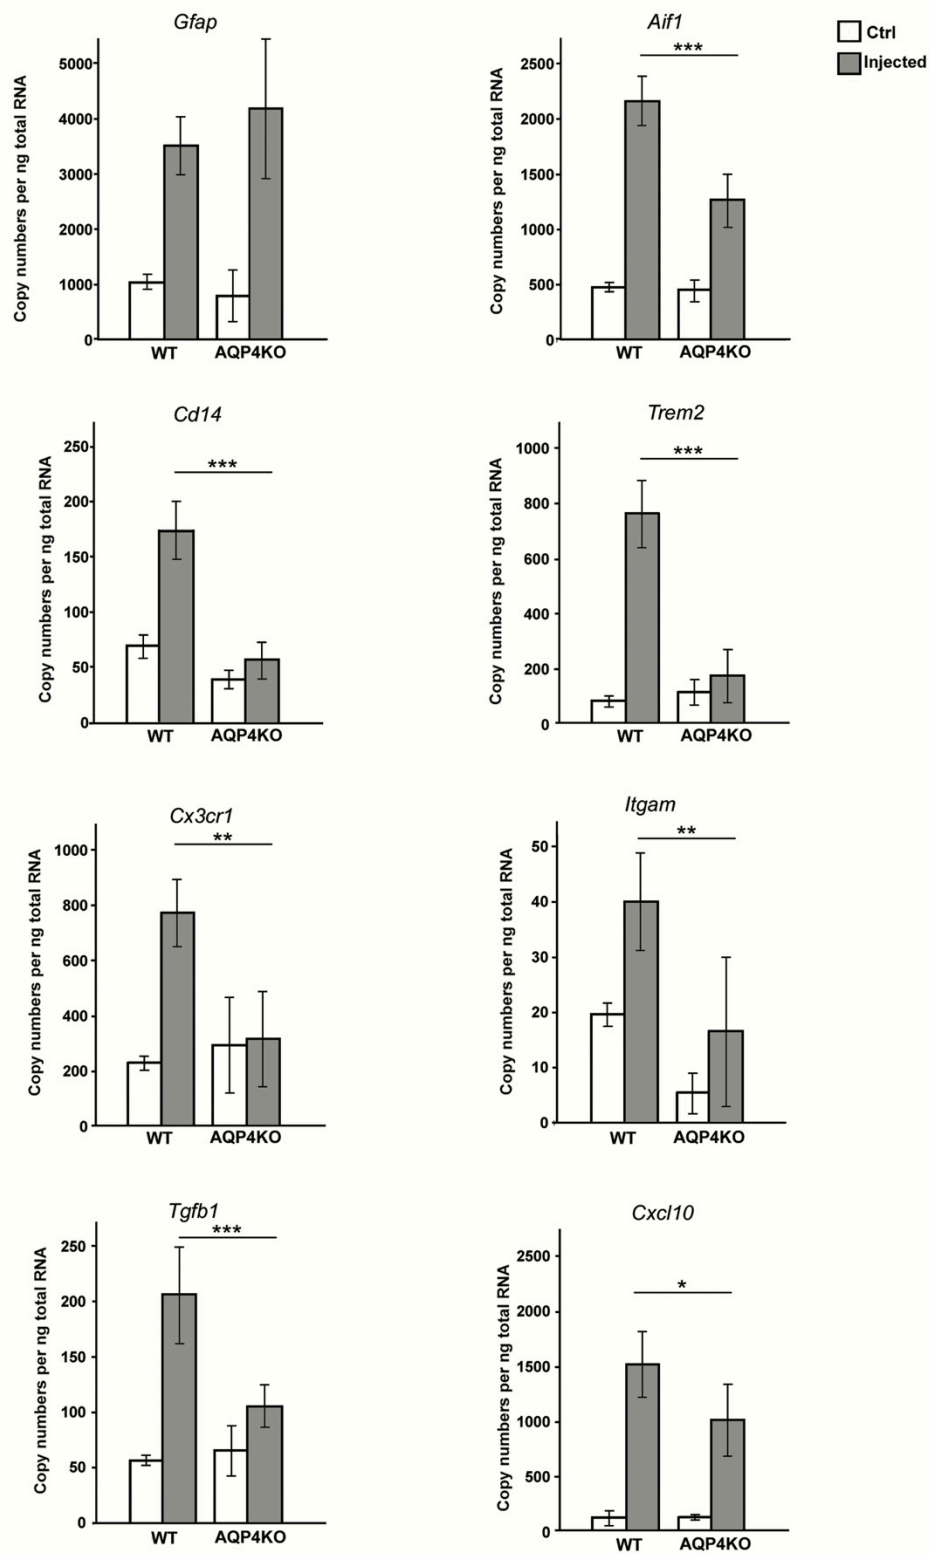 Gfap
Copy numbers per ng total RNA
5000
4000
3000
2000
1000
0
WT AQP4KO
Aif1
Copy numbers per ng total RNA
2500
2000
1500
1000
500
0
***
WT AQP4KO
Ctrl
Injected
Cd14
Copy numbers per ng total RNA
250
200
150
100
50
0
***
WT AQP4KO
Trem2
Copy numbers per ng total RNA
1000
800
600
400
200
0
***
WT AQP4KO
Cx3cr1
Copy numbers per ng total RNA
1000
800
600
400
200
0
**
WT AQP4KO
Itgam
Copy numbers per ng total RNA
50
40
30
20
10
0
**
WT AQP4KO
Tgfb1
Copy numbers per ng total RNA
250
200
150
100
50
0
***
WT AQP4KO
Cxcl10
Copy numbers per ng total RNA
2500
2000
1500
1000
500
0
*
WT AQP4KO